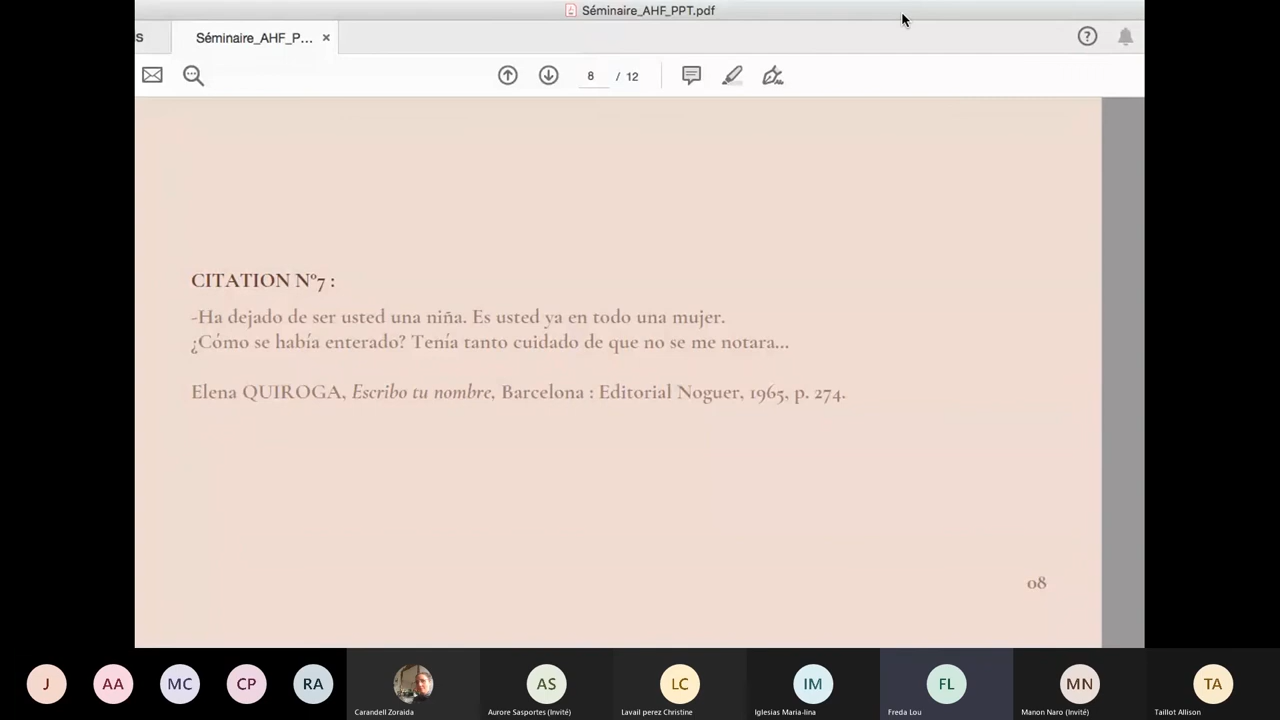 Séminaire_AHF_PPT.pdf
s
Séminaire_AHF_P... ×
8 / 12
CITATION Nº7 :
-Ha dejado de ser usted una niña. Es usted ya en todo una mujer.
¿Cómo se había enterado? Tenía tanto cuidado de que no se me notara...
Elena QUIROGA, Escribo tu nombre, Barcelona : Editorial Noguer, 1965, p. 274.
08
J AA MC CP RA AS LC IM FL MN TA
Carandell Zoraida Aurore Sasportes (Invité) Lavail perez Christine Iglesias Maria-lina Freda Lou Manon Naro (Invité) Taillot Allison